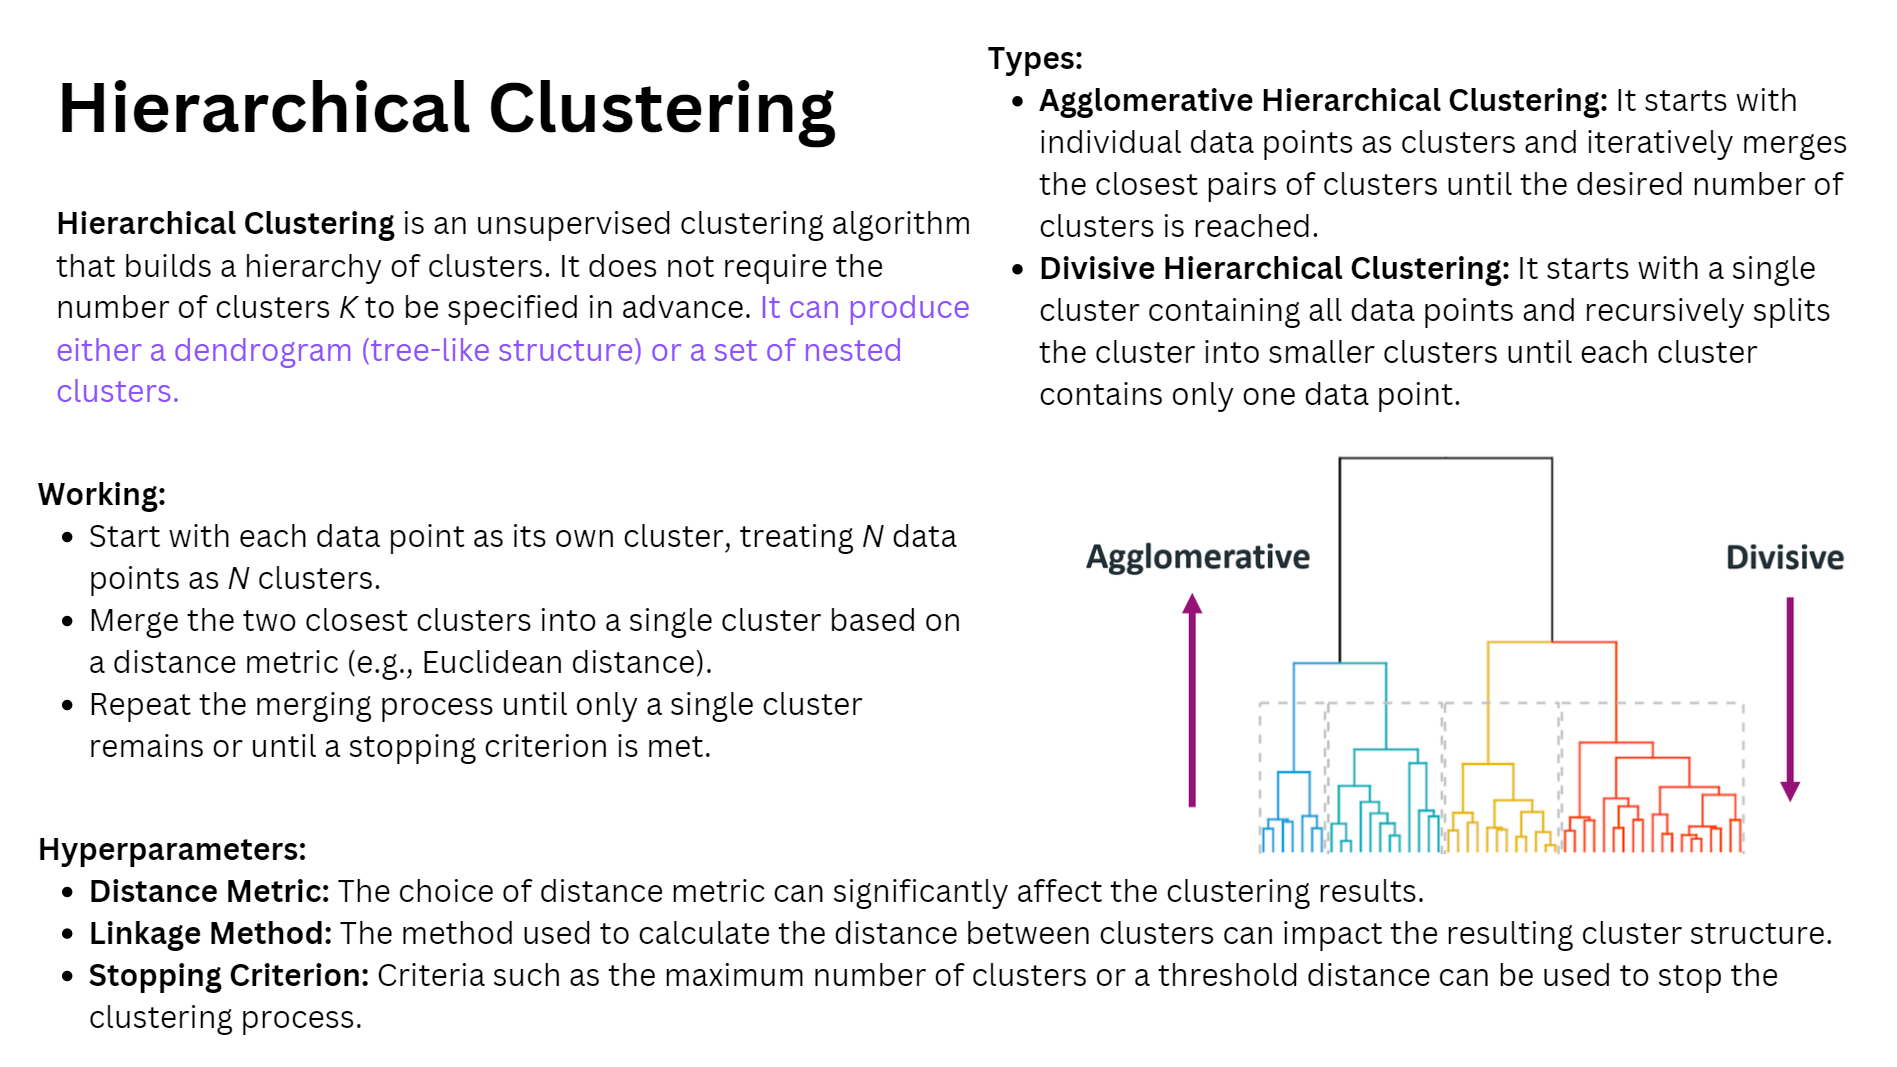 Hierarchical Clustering
Hierarchical Clustering is an unsupervised clustering algorithm
that builds a hierarchy of clusters. It does not require the
number of clusters K to be specified in advance. It can produce
either a dendrogram (tree-like structure) or a set of nested
clusters.
Working:
• Start with each data point as its own cluster, treating N data
points as N clusters.
• Merge the two closest clusters into a single cluster based on
a distance metric (e.g., Euclidean distance).
• Repeat the merging process until only a single cluster
remains or until a stopping criterion is met.
Types:
• Agglomerative Hierarchical Clustering: It starts with
individual data points as clusters and iteratively merges
the closest pairs of clusters until the desired number of
clusters is reached.
• Divisive Hierarchical Clustering: It starts with a single
cluster containing all data points and recursively splits
the cluster into smaller clusters until each cluster
contains only one data point.
Agglomerative
Divisive
Hyperparameters:
• Distance Metric: The choice of distance metric can significantly affect the clustering results.
• Linkage Method: The method used to calculate the distance between clusters can impact the resulting cluster structure.
• Stopping Criterion: Criteria such as the maximum number of clusters or a threshold distance can be used to stop the
clustering process.